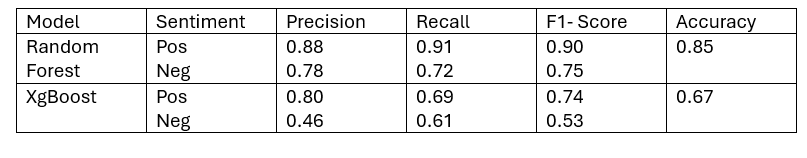 Model Sentiment Precision Recall F1- Score Accuracy
Random Pos 0.88 0.91 0.90 0.85
Forest Neg 0.78 0.72 0.75
XgBoost Pos 0.80 0.69 0.74 0.67
Neg 0.46 0.61 0.53